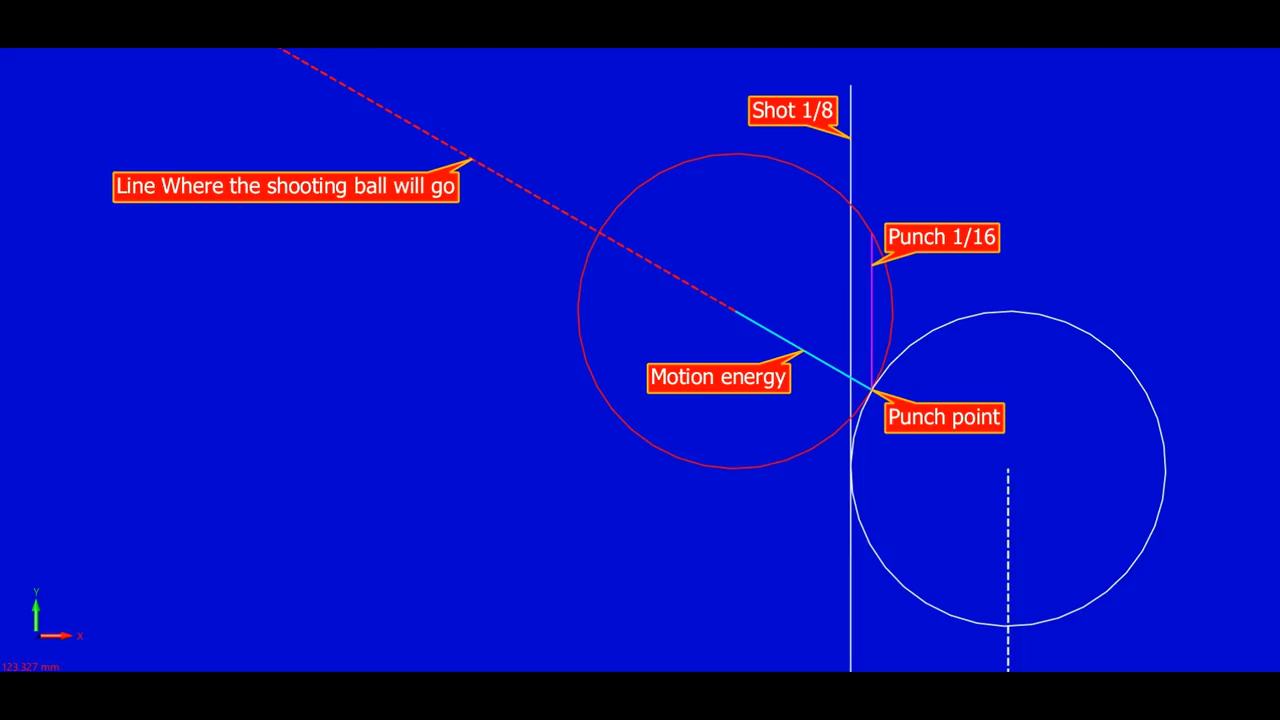 Shot 1/8
Line Where the shooting ball will go
Punch 1/16
Motion energy
Punch point
Y
X
123.327 mm